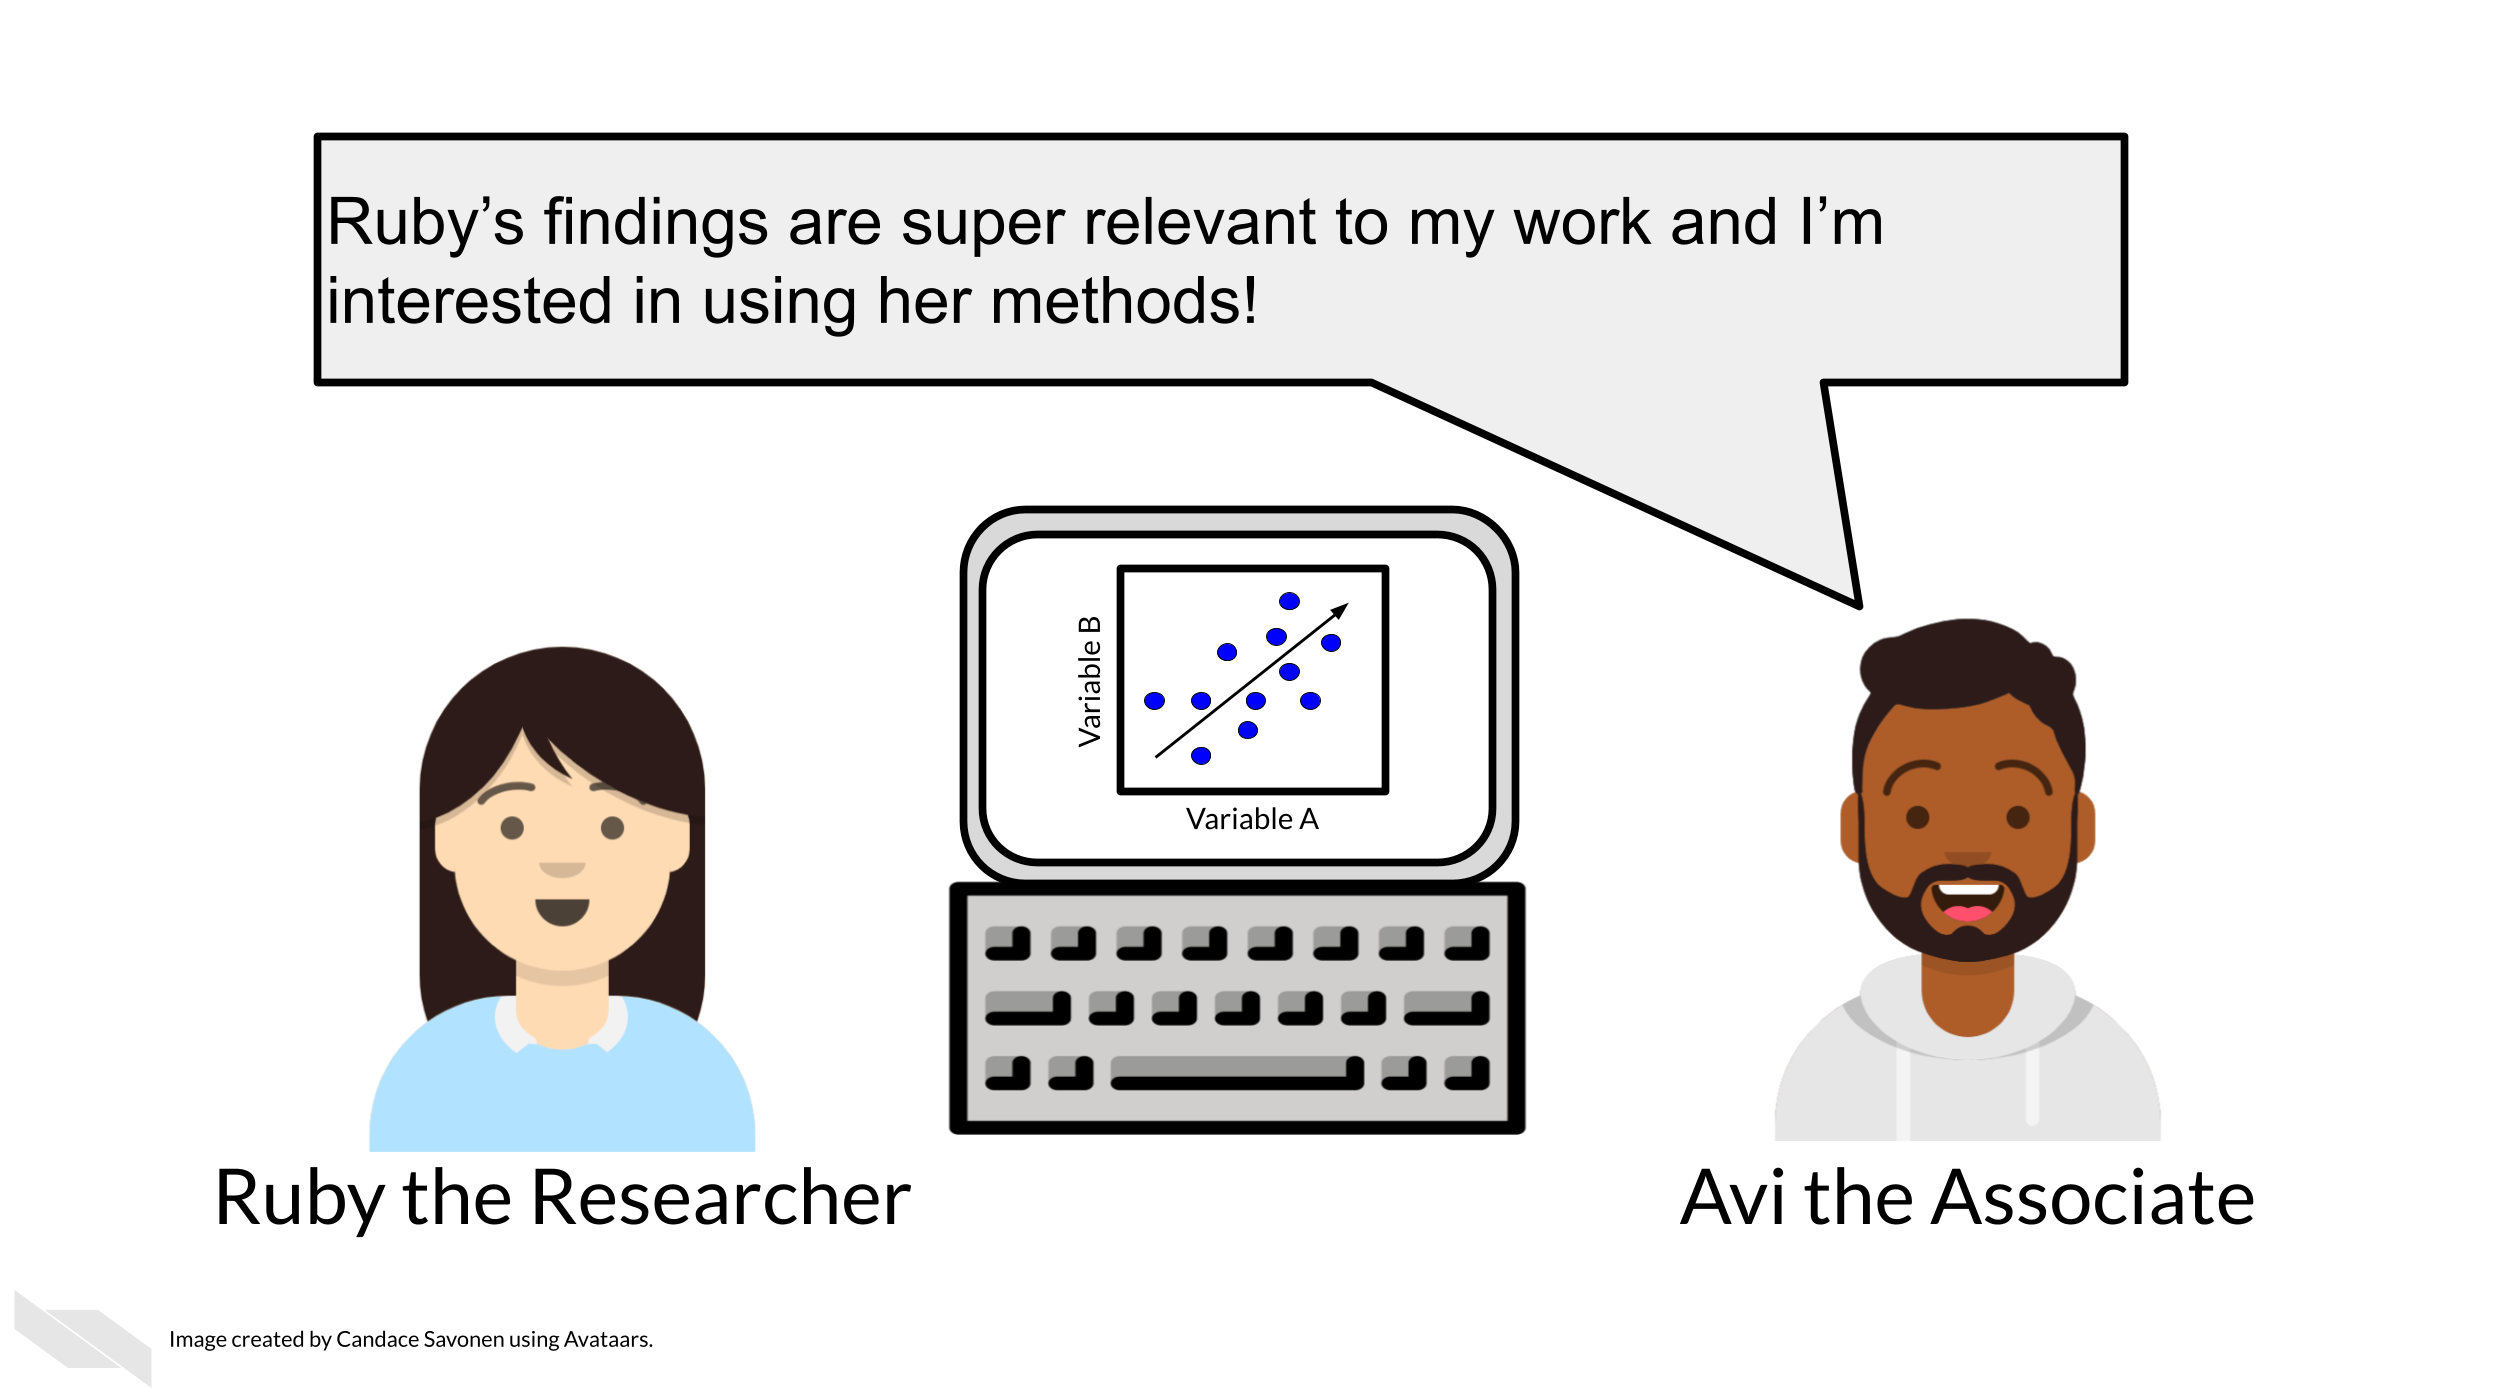 Ruby’s findings are super relevant to my work and I’m
interested in using her methods!
Variable B
Variable A
Ruby the Researcher
Avi the Associate
Image created by Candace Savonen using Avataars.